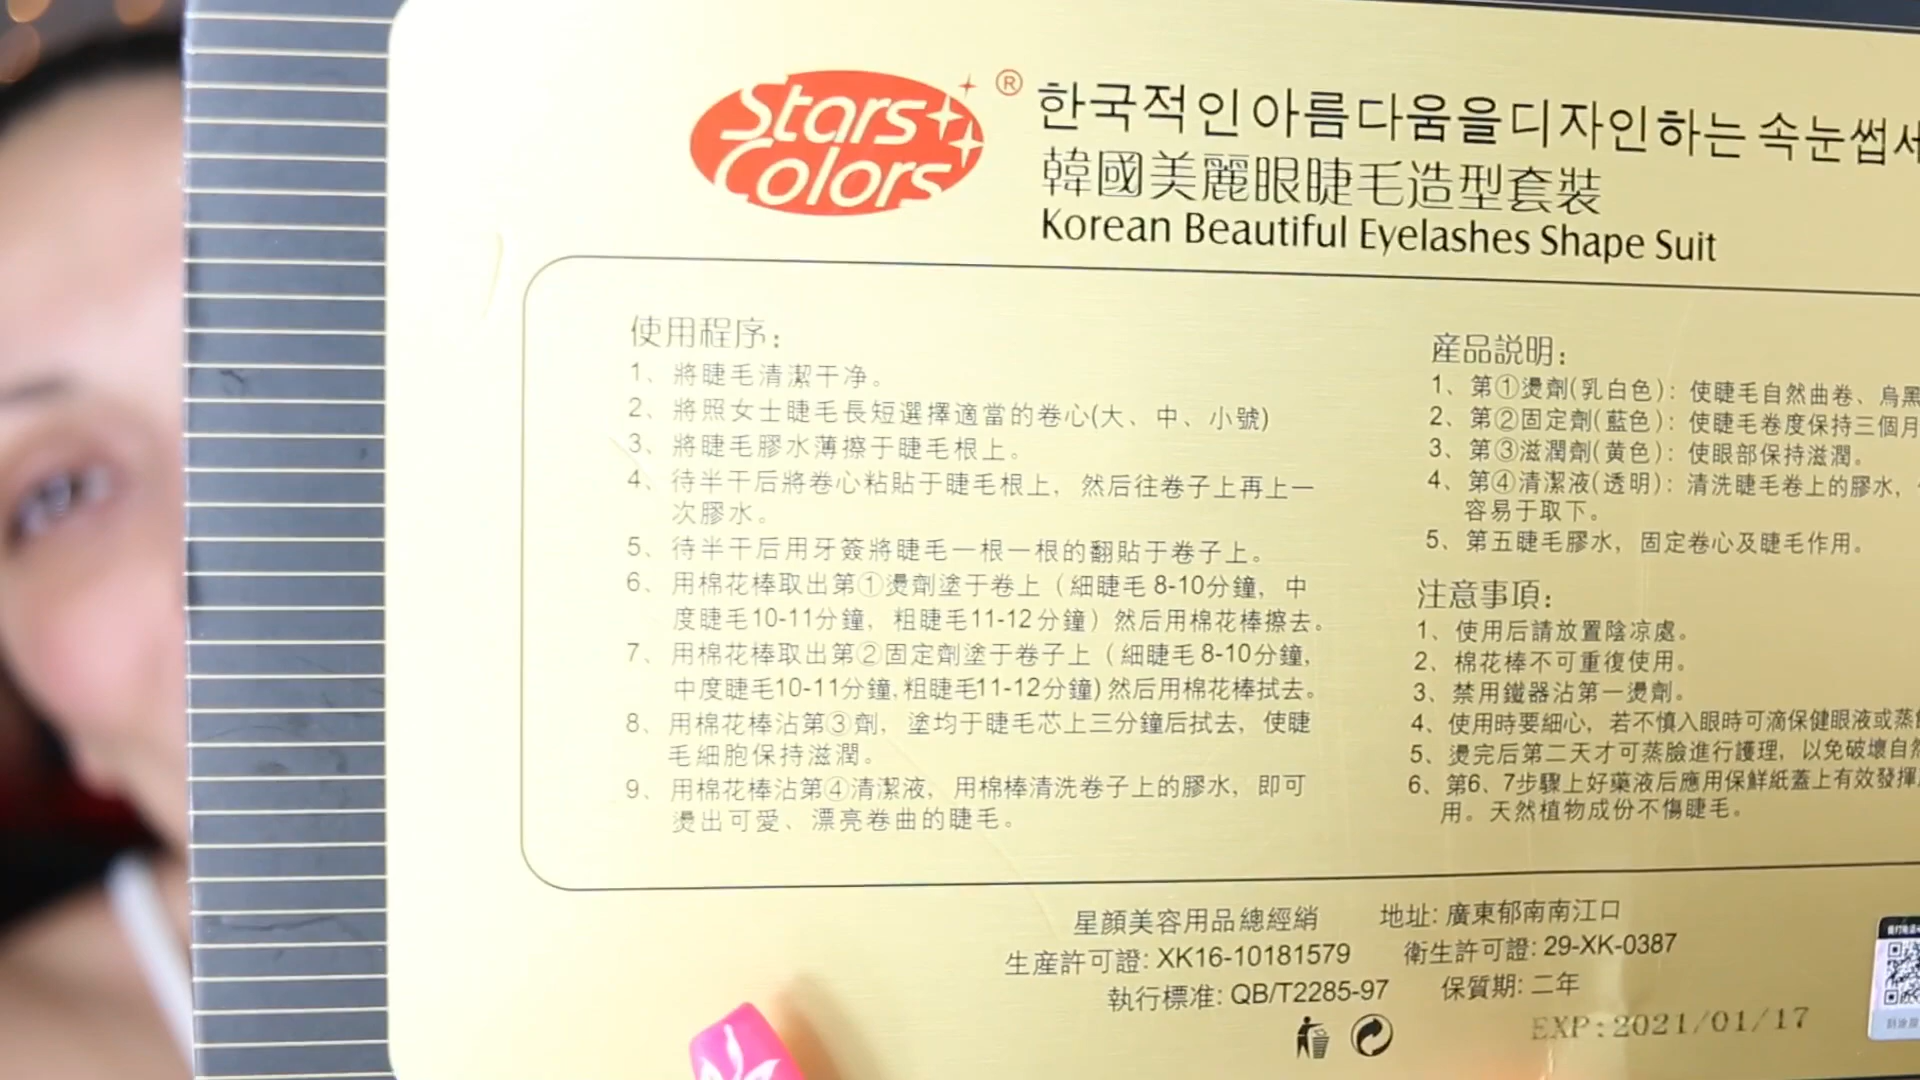 Stars Colors ®
한국적인아름다움을디자인하는 속눈썹세
韓國美麗眼睫毛造型套裝
Korean Beautiful Eyelashes Shape Suit
使用程序：
1、將睫毛清潔干净。
2、將照女士睫毛長短選擇適當的卷心(大、中、小號)
3、將睫毛膠水薄擦于睫毛根上。
4、待半干后將卷心粘貼于睫毛根上，然后往卷子上再上一
次膠水。
5、待半干后用牙簽將睫毛一根一根的翻貼于卷子上。
6、用棉花棒取出第①燙劑塗于卷上（細睫毛 8-10分鐘，中
度睫毛10-11分鐘，粗睫毛11-12分鐘）然后用棉花棒擦去。
7、用棉花棒取出第②固定劑塗于卷子上（細睫毛 8-10分鐘,
中度睫毛10-11分鐘,粗睫毛11-12分鐘)然后用棉花棒拭去。
8、用棉花棒沾第③劑，塗均于睫毛芯上三分鐘后拭去，使睫
毛細胞保持滋潤。
9、用棉花棒沾第④清潔液，用棉棒清洗卷子上的膠水，即可
燙出可愛、漂亮卷曲的睫毛。
産品説明：
1、第①燙劑(乳白色)：使睫毛自然曲卷、烏黑
2、第②固定劑(藍色)：使睫毛卷度保持三個月
3、第③滋潤劑(黄色)：使眼部保持滋潤。
4、第④清潔液(透明)：清洗睫毛卷上的膠水，
容易于取下。
5、第五睫毛膠水，固定卷心及睫毛作用。
注意事項：
1、使用后請放置陰凉處。
2、棉花棒不可重復使用。
3、禁用鐵器沾第一燙劑。
4、使用時要細心，若不慎入眼時可滴保健眼液或蒸
5、燙完后第二天才可蒸臉進行護理，以免破壞自然
6、第6、7步驟上好藥液后應用保鮮紙蓋上有效發揮
用。天然植物成份不傷睫毛。
星顔美容用品總經銷 地址: 廣東郁南南江口
生産許可證: XK16-10181579 衛生許可證: 29-XK-0387
執行標准: QB/T2285-97 保質期: 二年
EXP:2021/01/17